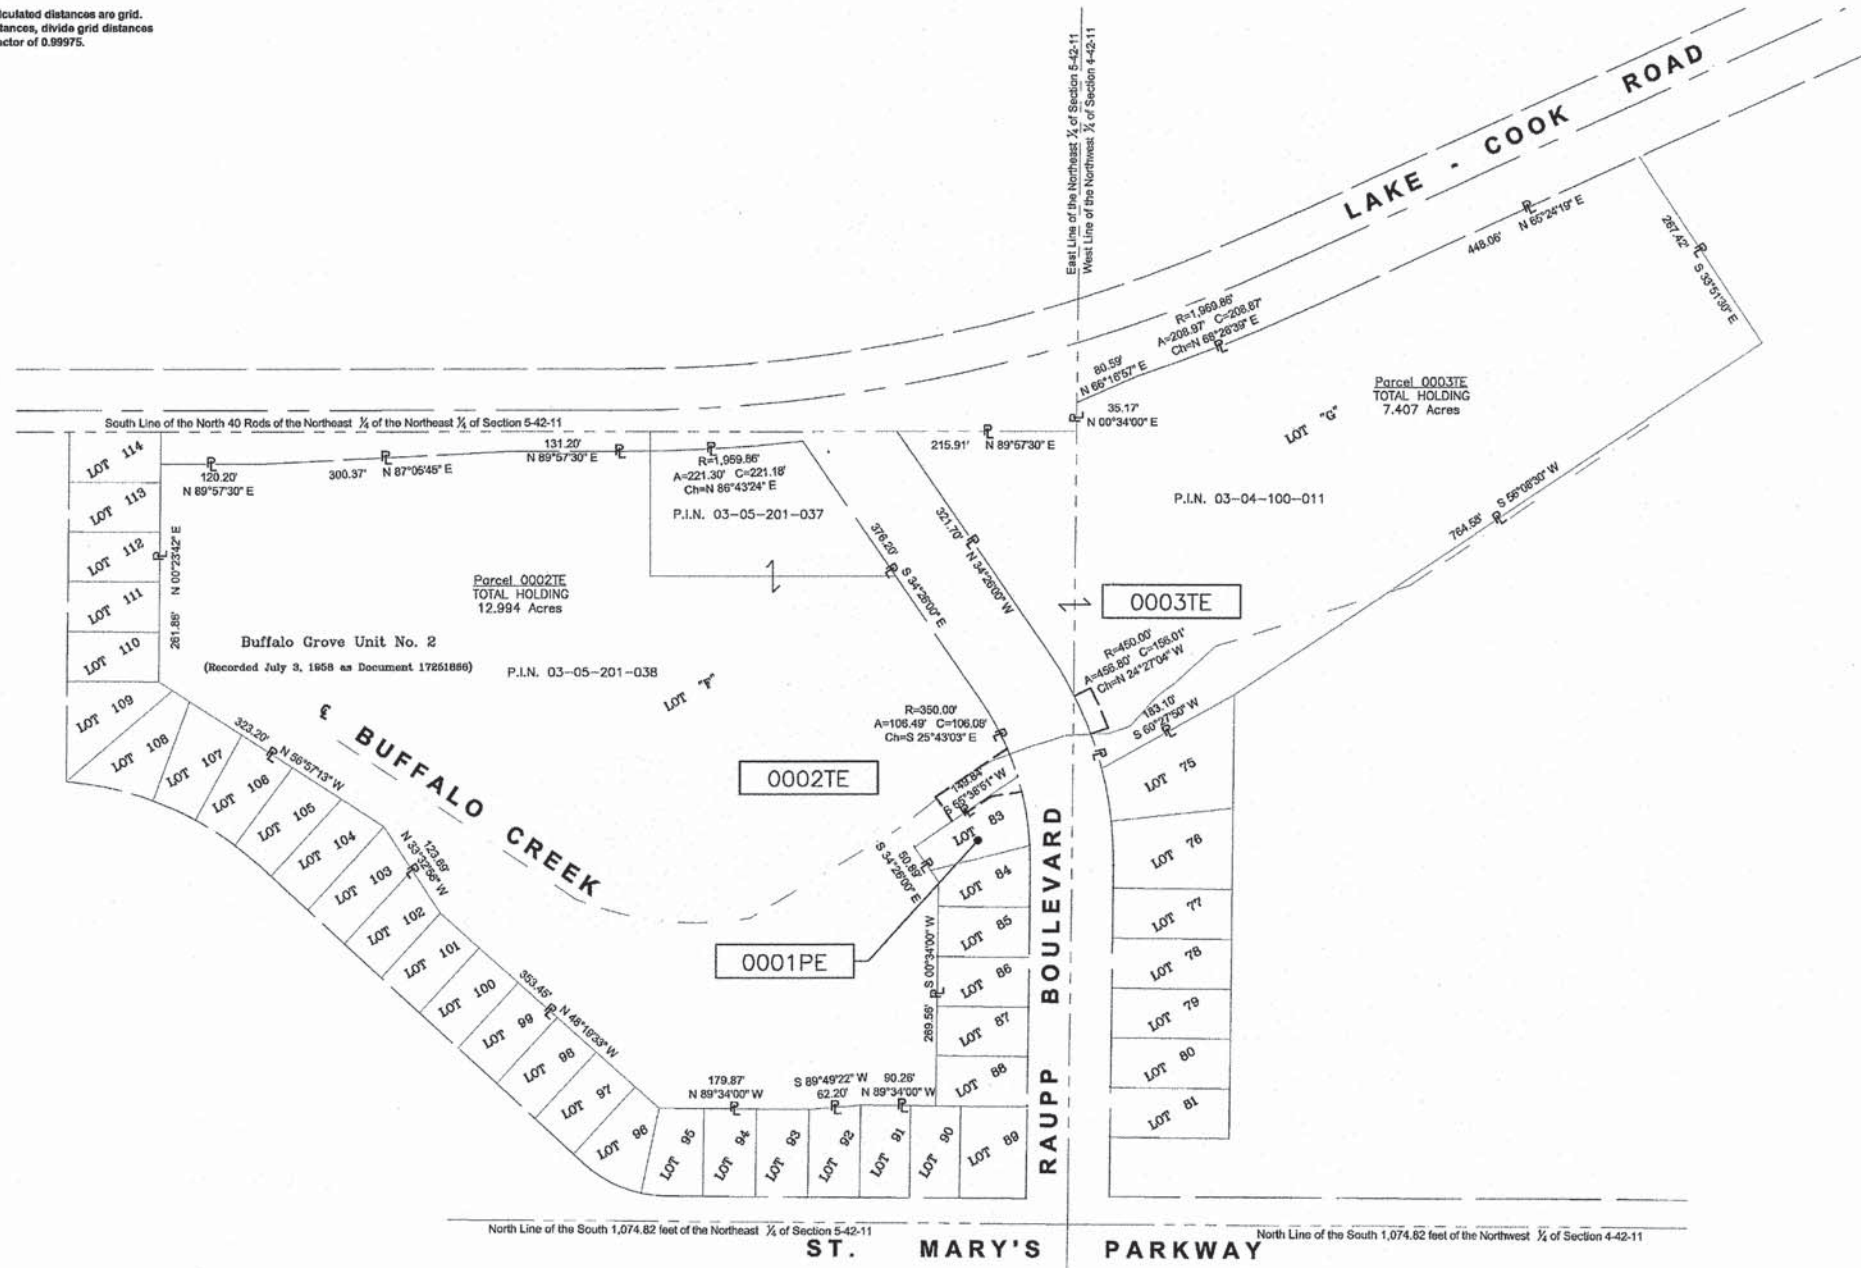 culated distances are grid.
tances, divide grid distances
actor of 0.99975.
East Line of the Northeast ¼ of Section 5-42-11
West Line of the Northwest ¼ of Section 4-42-11
LAKE - COOK ROAD
448.06' N 65°24'19" E
267.42' S 33°51'30" E
R=1,969.86'
A=208.97' C=208.87'
Ch=N 68°26'39" E
80.59'
N 66°16'57" E
35.17'
N 00°34'00" E
Parcel 0003TE
TOTAL HOLDING
7.407 Acres
LOT "G"
South Line of the North 40 Rods of the Northeast ¼ of the Northeast ¼ of Section 5-42-11
120.20'
N 89°57'30" E
300.37' N 87°05'45" E
131.20'
N 89°57'30" E
R=1,959.86'
A=221.30' C=221.18'
Ch=N 86°43'24" E
P.I.N. 03-05-201-037
215.91' N 89°57'30" E
P.I.N. 03-04-100-011
764.58' S 56°08'30" W
321.70' N 34°26'00" W
376.20' S 34°26'00" E
LOT 114
LOT 113
LOT 112
LOT 111
LOT 110
261.86' N 00°23'42" E
Parcel 0002TE
TOTAL HOLDING
12.994 Acres
Buffalo Grove Unit No. 2
(Recorded July 3, 1958 as Document 17251886)
P.I.N. 03-05-201-038
LOT "F"
0003TE
R=450.00'
A=456.80' C=156.01'
Ch=N 24°27'04" W
183.10'
S 60°27'50" W
R=350.00'
A=106.49' C=106.08'
Ch=S 25°43'03" E
0002TE
149.84'
S 55°38'51" W
50.89'
S 34°26'00" E
0001PE
℄ BUFFALO CREEK
LOT 109
LOT 108
LOT 107
LOT 106
LOT 105
LOT 104
LOT 103
LOT 102
LOT 101
LOT 100
LOT 99
LOT 98
LOT 97
LOT 96
323.20' N 56°57'13" W
123.69'
N 33°32'56" W
353.45' N 48°19'33" W
LOT 83
LOT 84
LOT 85
LOT 86
LOT 87
LOT 88
269.56' S 00°34'00" W
LOT 75
LOT 76
LOT 77
LOT 78
LOT 79
LOT 80
LOT 81
RAUPP BOULEVARD
179.87'
N 89°34'00" W
S 89°49'22" W
62.20'
90.26'
N 89°34'00" W
LOT 95
LOT 94
LOT 93
LOT 92
LOT 91
LOT 90
LOT 89
North Line of the South 1,074.82 feet of the Northeast ¼ of Section 5-42-11
North Line of the South 1,074.82 feet of the Northwest ¼ of Section 4-42-11
ST. MARY'S PARKWAY